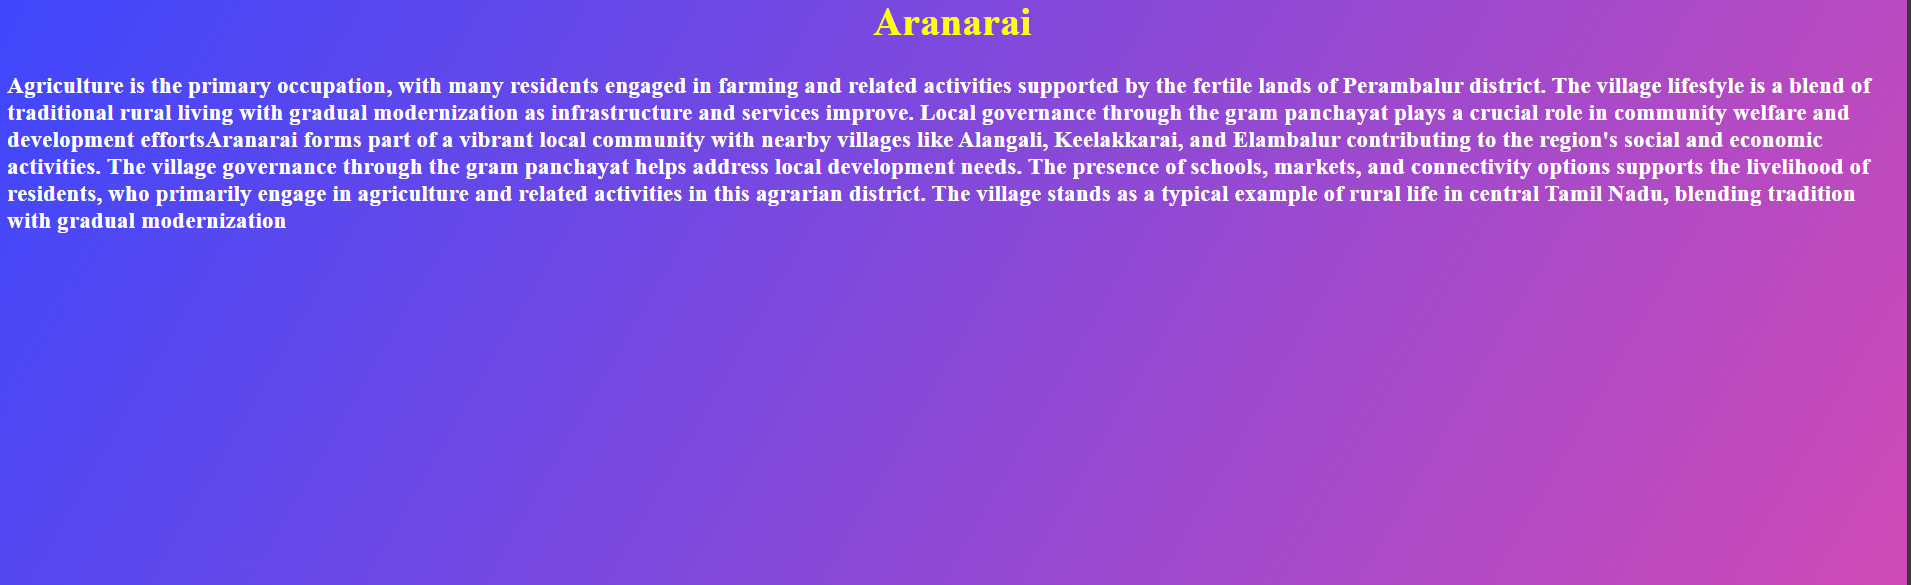 Aranarai
Agriculture is the primary occupation, with many residents engaged in farming and related activities supported by the fertile lands of Perambalur district. The village lifestyle is a blend of
traditional rural living with gradual modernization as infrastructure and services improve. Local governance through the gram panchayat plays a crucial role in community welfare and
development effortsAranarai forms part of a vibrant local community with nearby villages like Alangali, Keelakkarai, and Elambalur contributing to the region's social and economic
activities. The village governance through the gram panchayat helps address local development needs. The presence of schools, markets, and connectivity options supports the livelihood of
residents, who primarily engage in agriculture and related activities in this agrarian district. The village stands as a typical example of rural life in central Tamil Nadu, blending tradition
with gradual modernization